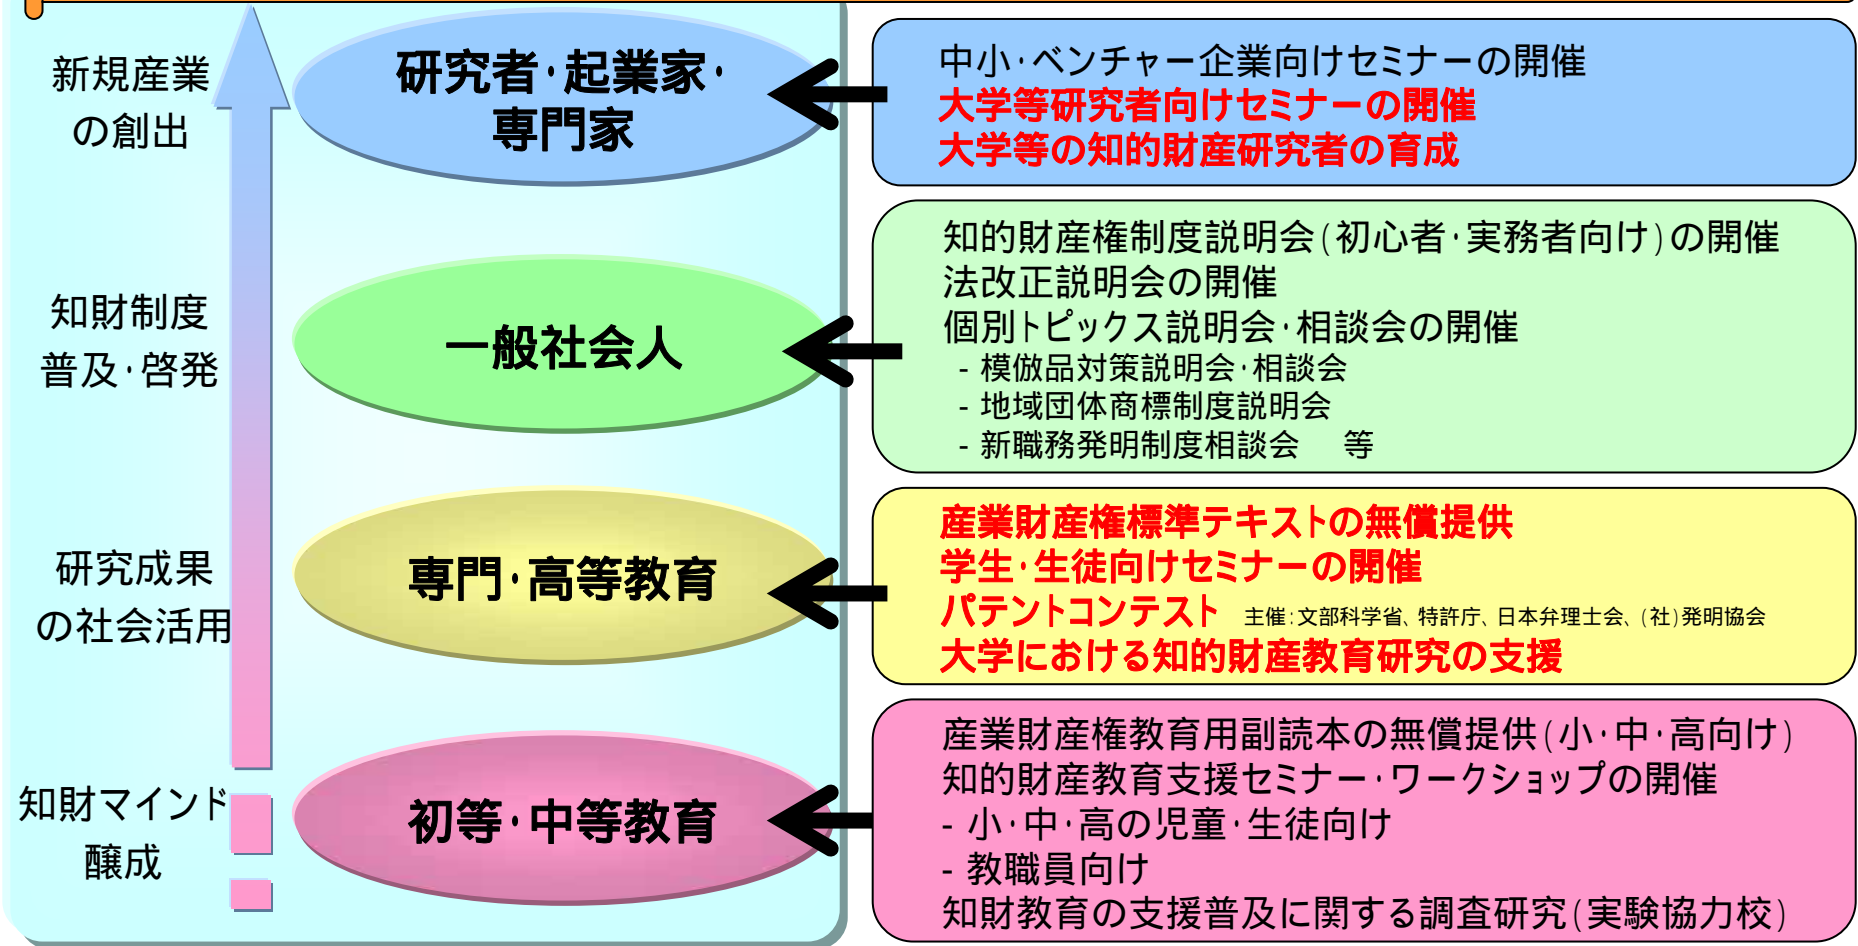 新規産業
の創出
研究者・起業家・
専門家
中小・ベンチャー企業向けセミナーの開催
大学等研究者向けセミナーの開催
大学等の知的財産研究者の育成
知財制度
普及・啓発
一般社会人
知的財産権制度説明会(初心者・実務者向け)の開催
法改正説明会の開催
個別トピックス説明会・相談会の開催
- 模倣品対策説明会・相談会
- 地域団体商標制度説明会
- 新職務発明制度相談会　等
研究成果
の社会活用
専門・高等教育
産業財産権標準テキストの無償提供
学生・生徒向けセミナーの開催
パテントコンテスト　主催:文部科学省、特許庁、日本弁理士会、(社)発明協会
大学における知的財産教育研究の支援
知財マインド
醸成
初等・中等教育
産業財産権教育用副読本の無償提供(小・中・高向け)
知的財産教育支援セミナー・ワークショップの開催
- 小・中・高の児童・生徒向け
- 教職員向け
知財教育の支援普及に関する調査研究(実験協力校)